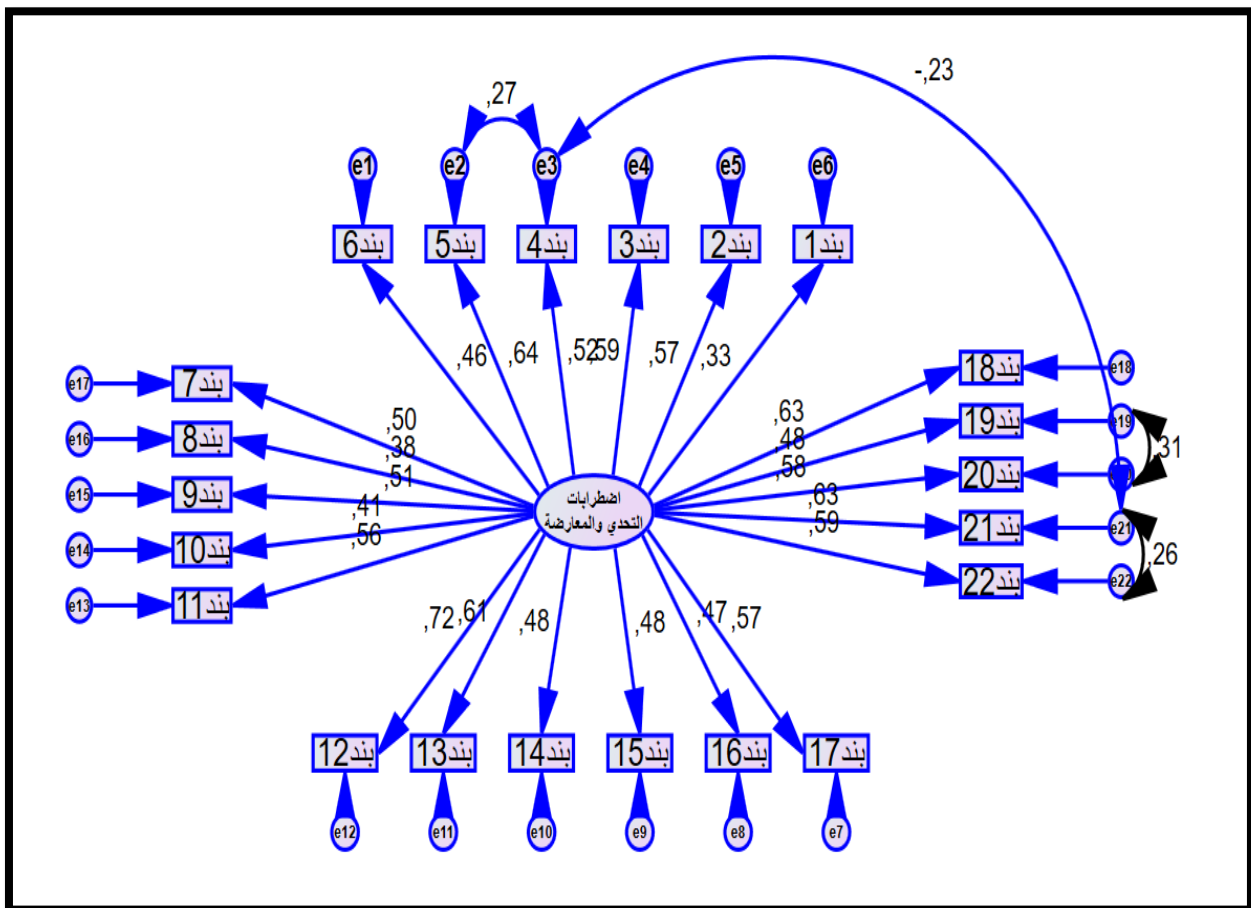 -,23
,27
e1 e2 e3 e4 e5 e6
بند6 بند5 بند4 بند3 بند2 بند1
,46 ,64 ,52 ,59 ,57 ,33
e17 بند7
e16 بند8
e15 بند9
e14 بند10
e13 بند11
,50
,38
,51
,41
,56
اضطرابات
التحدي والمعارضة
,63
,48
,58
,63
,59
بند18 e18
بند19 e19
بند20
بند21 e21
بند22 e22
,31
,26
,72 ,61 ,48 ,48 ,47 ,57
بند12 بند13 بند14 بند15 بند16 بند17
e12 e11 e10 e9 e8 e7